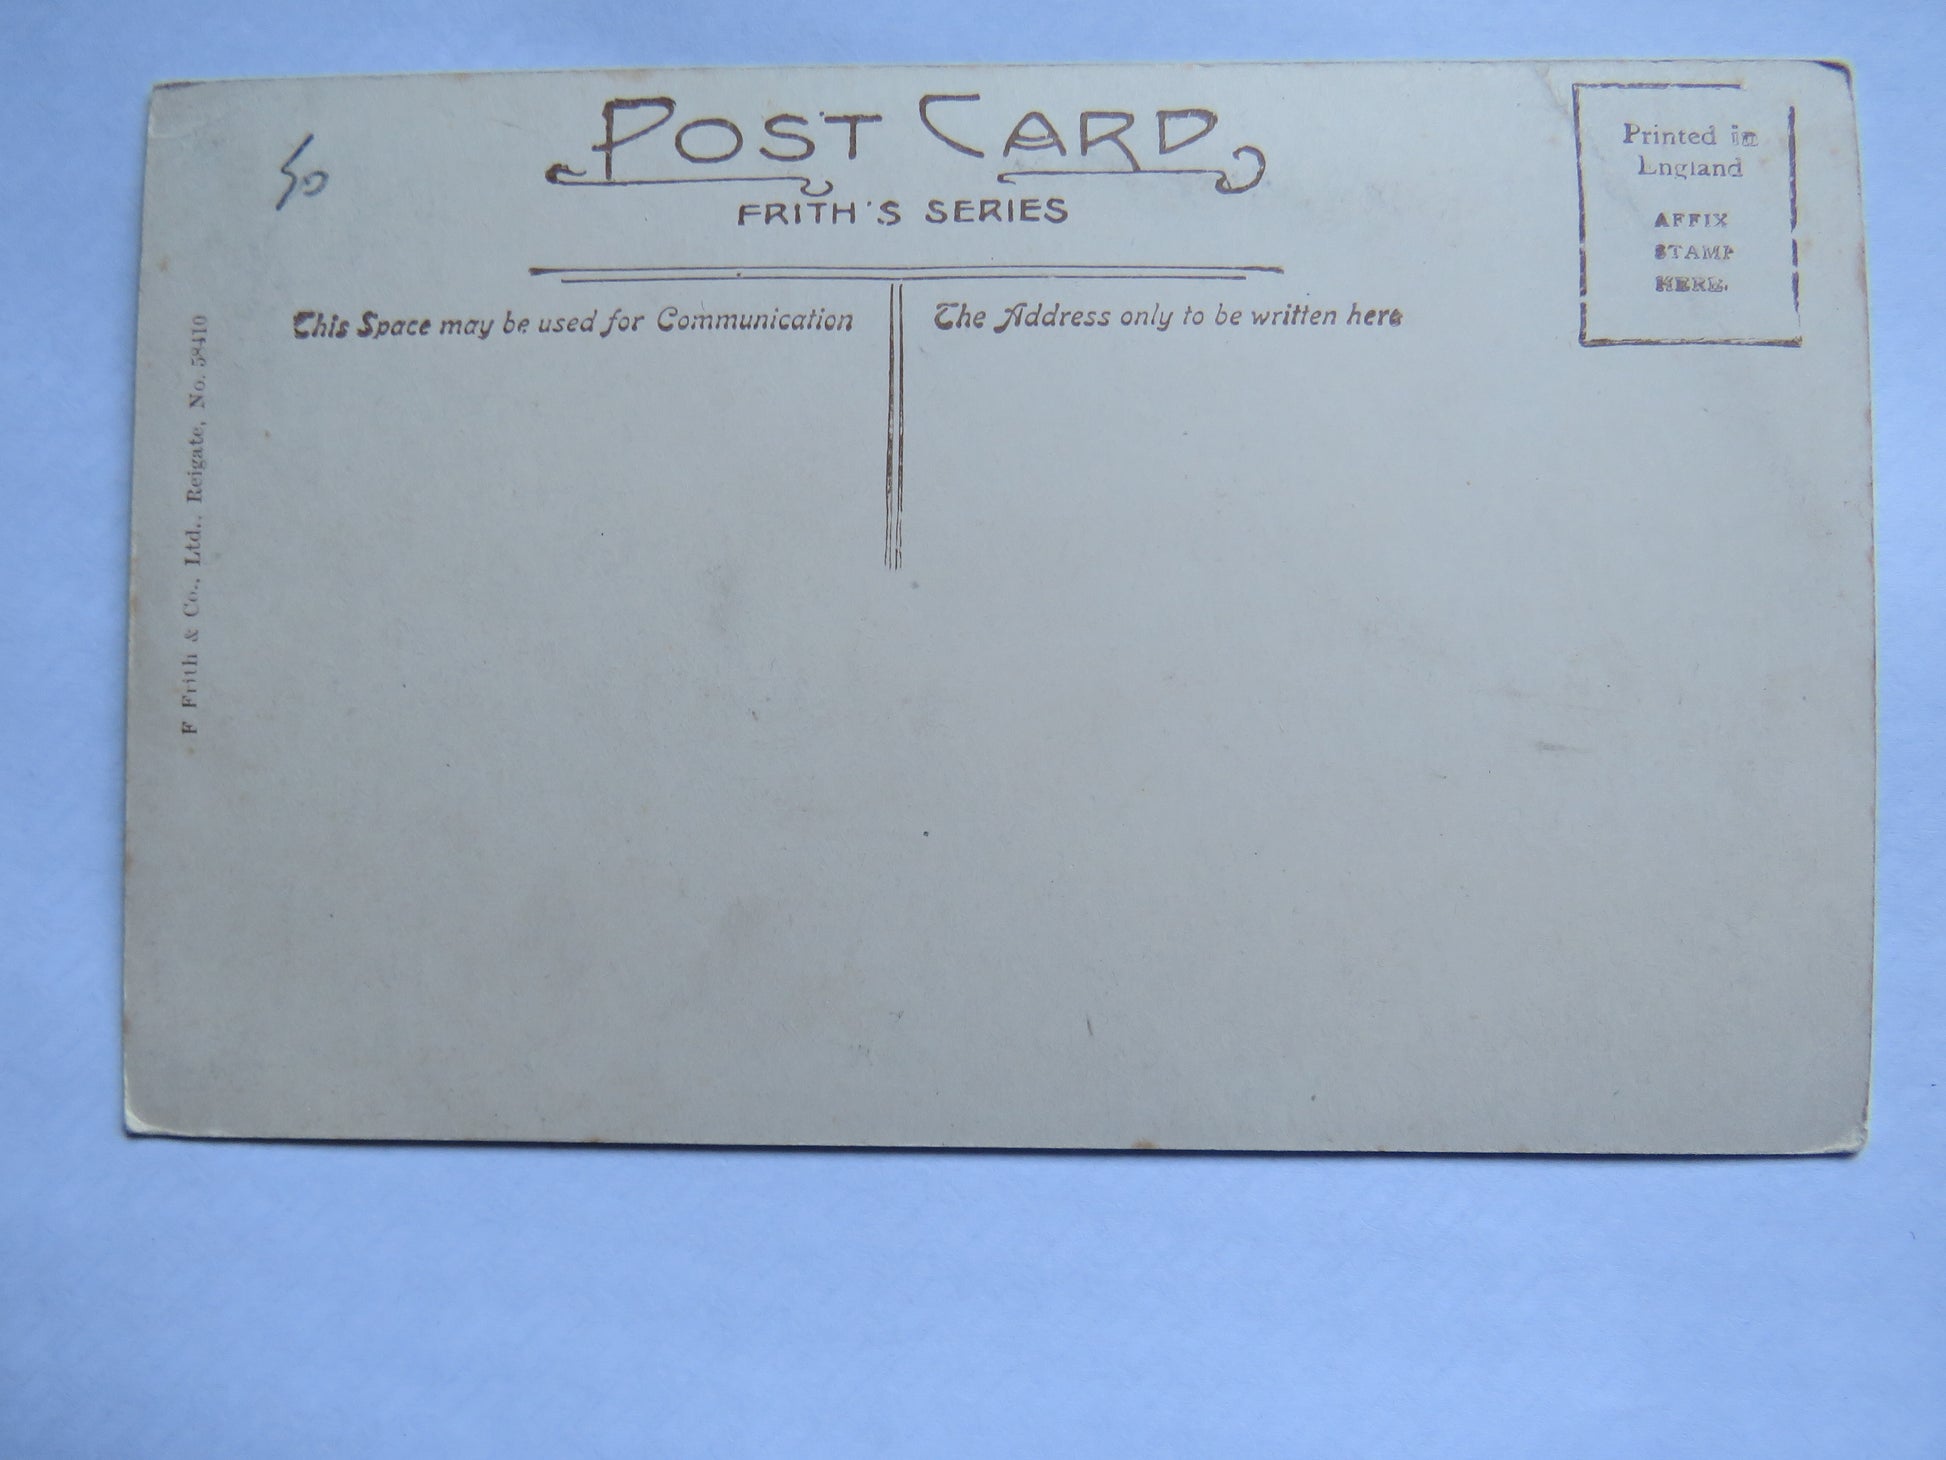 50
POST CARD
FRITH'S SERIES
This Space may be used for Communication
The Address only to be written here
Printed in
England
AFFIX
STAMP
HERE.
F Frith & Co., Ltd., Reigate, No. 58410